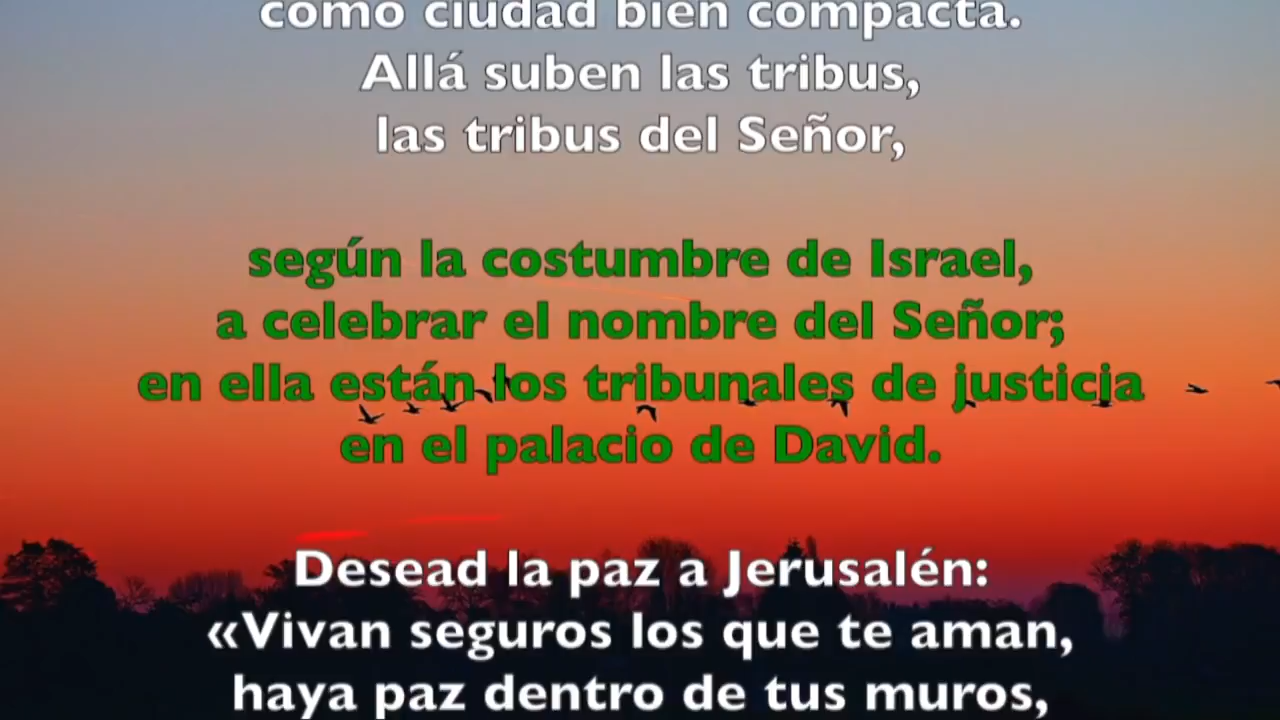 como ciudad bien compacta.
Allá suben las tribus,
las tribus del Señor,
según la costumbre de Israel,
a celebrar el nombre del Señor;
en ella están los tribunales de justicia
en el palacio de David.
Desead la paz a Jerusalén:
«Vivan seguros los que te aman,
haya paz dentro de tus muros,